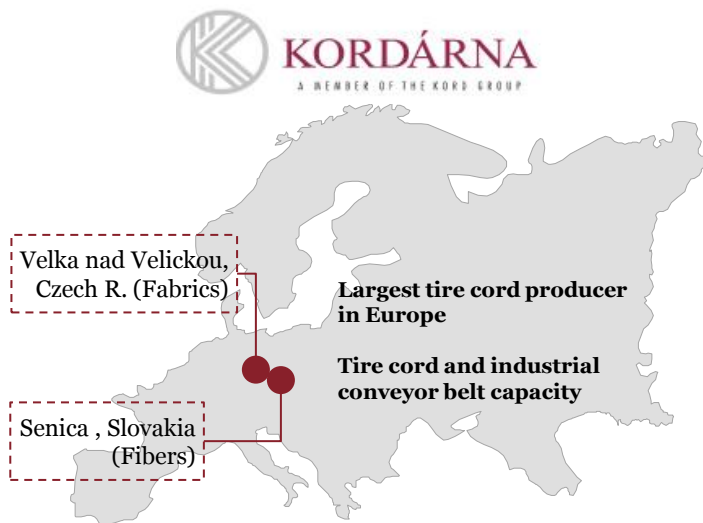 KORDÁRNA
A MEMBER OF THE KORD GROUP
Velka nad Velickou,
Czech R. (Fabrics)
Largest tire cord producer
in Europe
Tire cord and industrial
conveyor belt capacity
Senica , Slovakia
(Fibers)